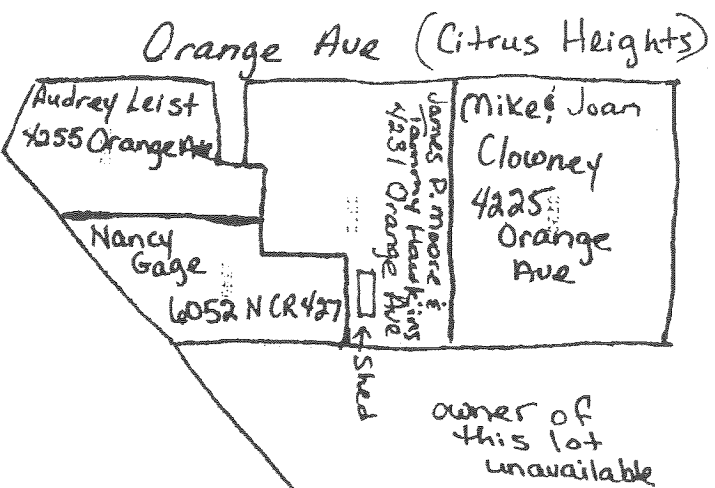 Orange Ave (Citrus Heights)
Audrey Leist
4255 Orange Ave
James P. Moore &
Tammy Hawkins
4231 Orange Ave
Mike & Joan
Clowney
4225
Orange
Ave
Nancy
Gage
6052 N CR 427
Shed
owner of
this lot
unavailable